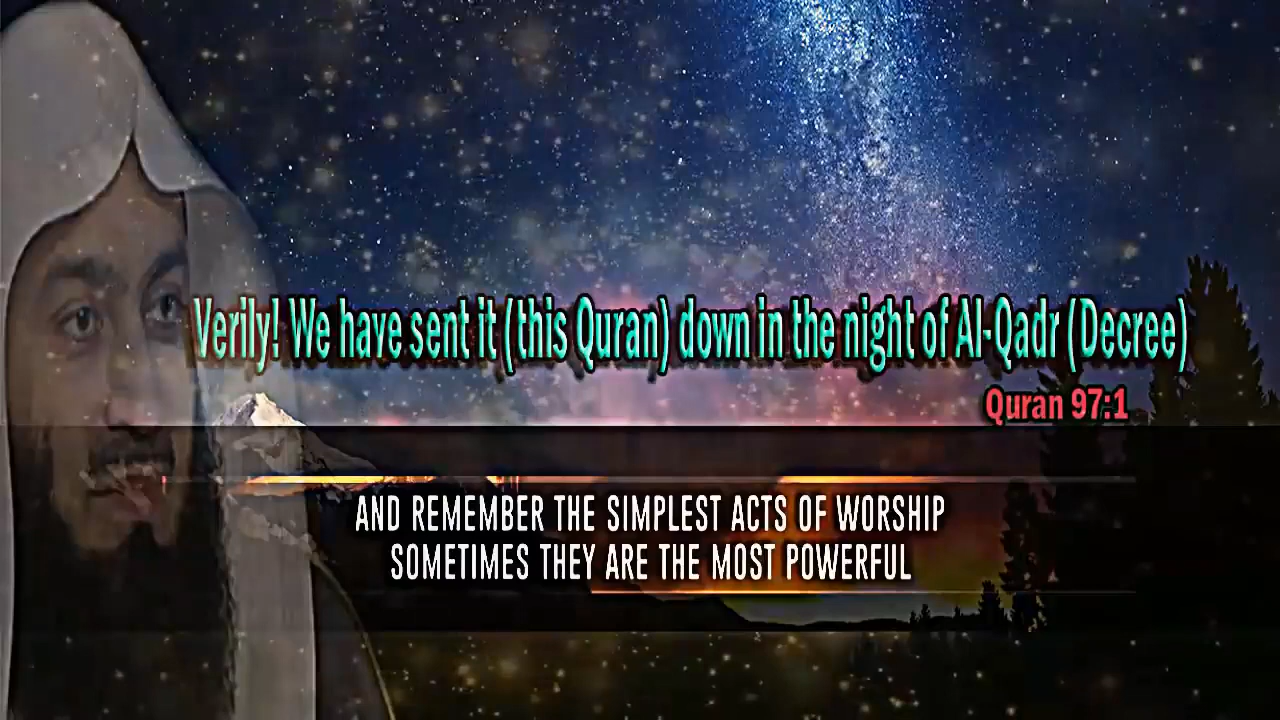 Verily! We have sent it (this Quran) down in the night of Al-Qadr (Decree)
Quran 97:1
AND REMEMBER THE SIMPLEST ACTS OF WORSHIP
SOMETIMES THEY ARE THE MOST POWERFUL